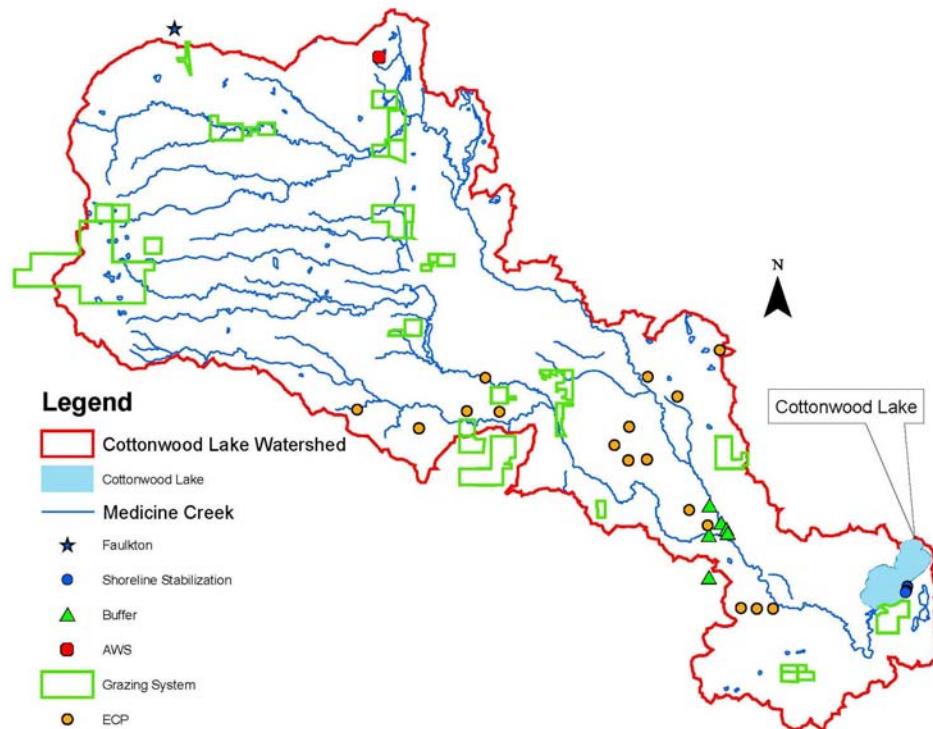 N
Cottonwood Lake
Legend
Cottonwood Lake Watershed
Cottonwood Lake
Medicine Creek
Faulkton
Shoreline Stabilization
Buffer
AWS
Grazing System
ECP